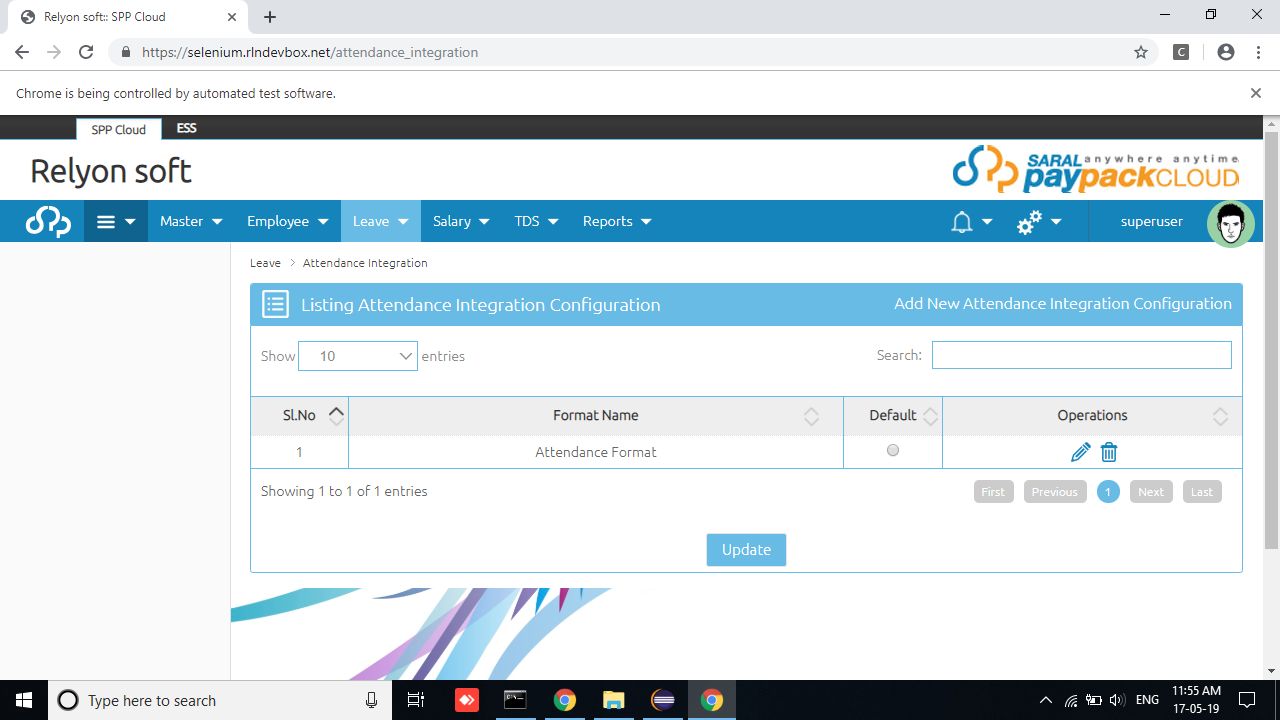 Relyon soft:: SPP Cloud
https://selenium.rlndevbox.net/attendance_integration
C
Chrome is being controlled by automated test software.
SPP Cloud ESS
Relyon soft
SARAL anywhere anytime
paypackCLOUD
Master Employee Leave Salary TDS Reports superuser
Leave > Attendance Integration
Listing Attendance Integration Configuration Add New Attendance Integration Configuration
Show 10 entries Search:
Sl.No Format Name Default Operations
1 Attendance Format
Showing 1 to 1 of 1 entries First Previous 1 Next Last
Update
Type here to search ENG 11:55 AM
17-05-19